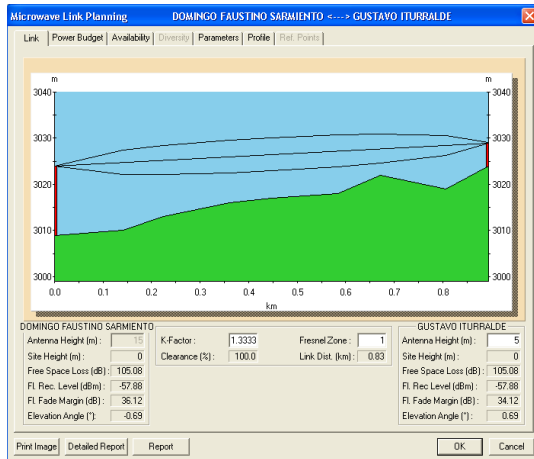 Microwave Link Planning DOMINGO FAUSTINO SARMIENTO <---> GUSTAVO ITURRALDE
Link Power Budget Availability Diversity Parameters Profile Ref. Points
m m
3040 3040
3030 3030
3020 3020
3010 3010
3000 3000
0.0 0.1 0.2 0.3 0.4 0.5 0.6 0.7 0.8
km
DOMINGO FAUSTINO SARMIENTO
Antenna Height (m) : 15
Site Height (m) : 0
Free Space Loss (dB) : 105.08
Fl. Rec. Level (dBm) : -57.88
Fl. Fade Margin (dB) : 36.12
Elevation Angle (°): -0.69
K-Factor : 1.3333 Fresnel Zone : 1
Clearance (%) : 100.0 Link Dist. (km) : 0.83
GUSTAVO ITURRALDE
Antenna Height (m) : 5
Site Height (m) : 0
Free Space Loss (dB) : 105.08
Fl. Rec. Level (dBm) : -57.88
Fl. Fade Margin (dB) : 34.12
Elevation Angle (°): 0.69
Print Image Detailed Report Report OK Cancel